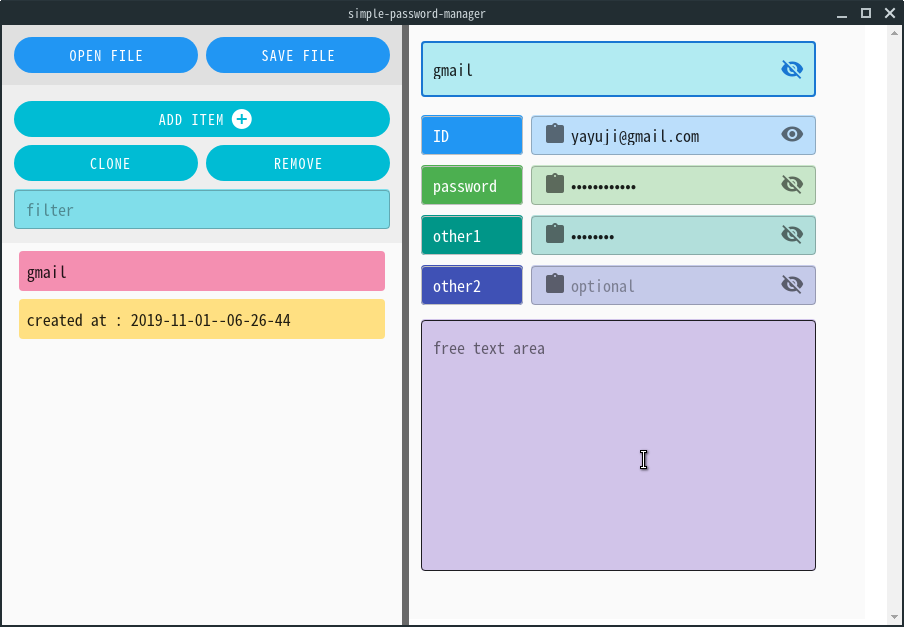 simple-password-manager
OPEN FILE
SAVE FILE
ADD ITEM
CLONE
REMOVE
filter
gmail
created at : 2019-11-01--06-26-44
gmail
ID
yayuji@gmail.com
password
••••••••••••
other1
••••••••
other2
optional
free text area